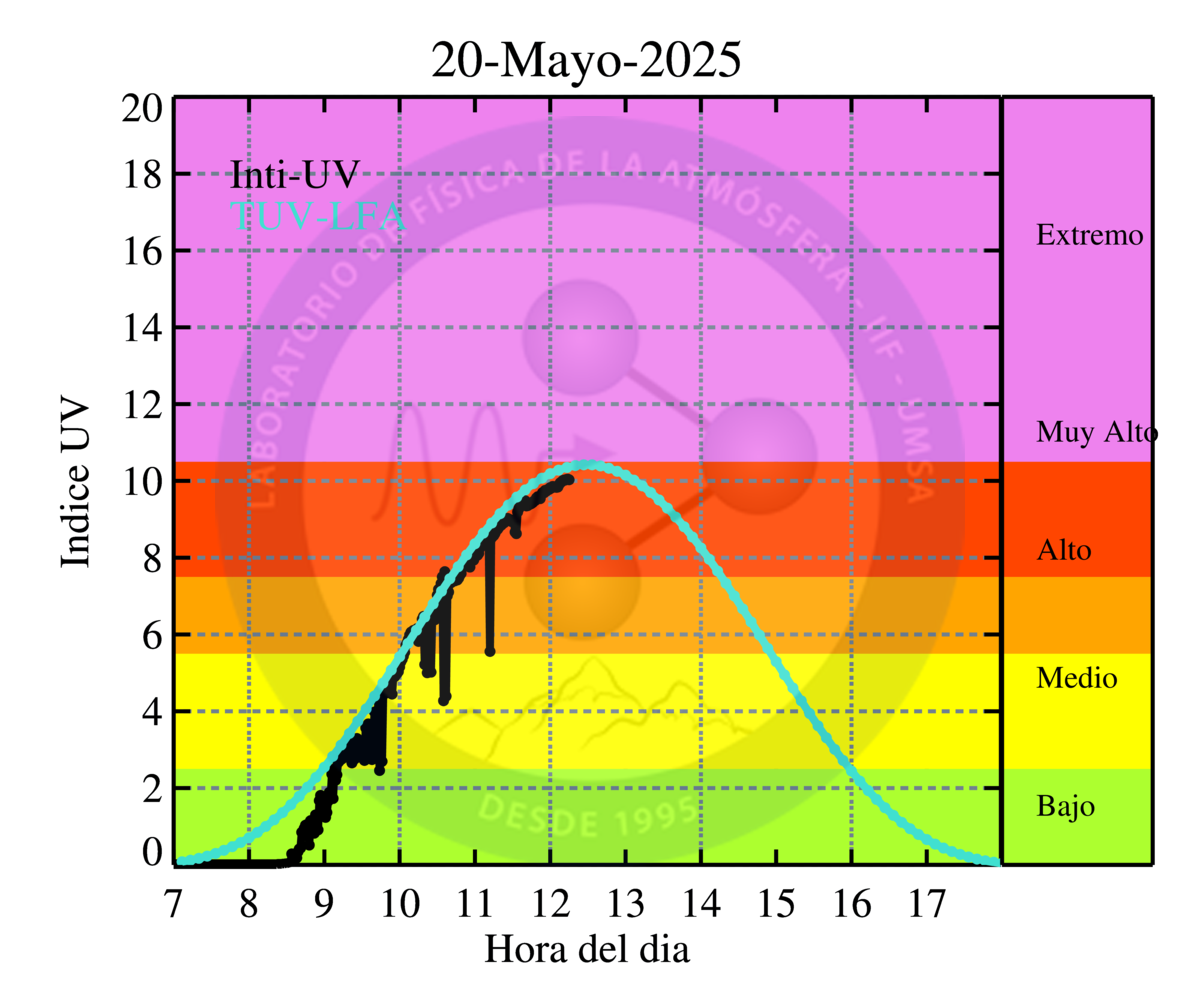 20-Mayo-2025
Inti-UV
TUV-LFA
LABORATORIO DE FÍSICA DE LA ATMÓSFERA - IIF - UMSA
DESDE 1995
Indice UV
20
18
16
14
12
10
8
6
4
2
0
Extremo
Muy Alto
Alto
Medio
Bajo
7 8 9 10 11 12 13 14 15 16 17
Hora del dia